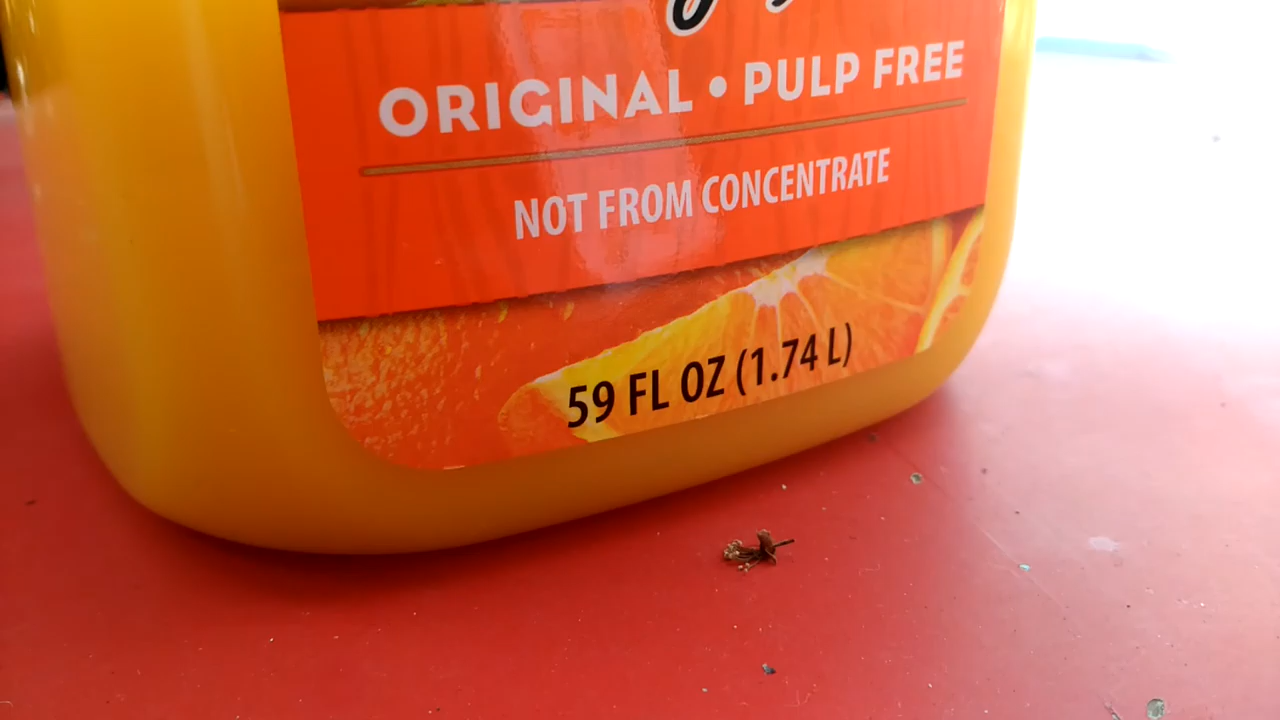 ORIGINAL • PULP FREE
NOT FROM CONCENTRATE
59 FL OZ (1.74 L)